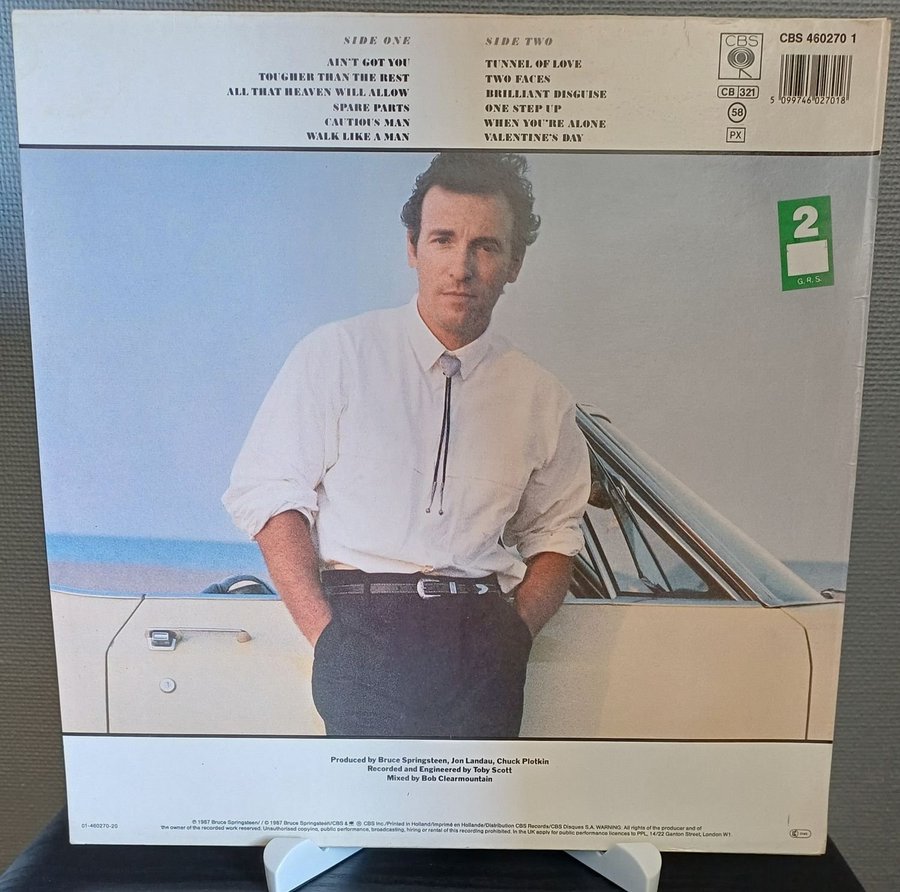 SIDE ONE
AIN'T GOT YOU
TOUGHER THAN THE REST
ALL THAT HEAVEN WILL ALLOW
SPARE PARTS
CAUTIOUS MAN
WALK LIKE A MAN
SIDE TWO
TUNNEL OF LOVE
TWO FACES
BRILLIANT DISGUISE
ONE STEP UP
WHEN YOU'RE ALONE
VALENTINE'S DAY
CBS
CB 321
58
PX
CBS 460270 1
5 099746 027018
2
G.R.S.
Produced by Bruce Springsteen, Jon Landau, Chuck Plotkin
Recorded and Engineered by Toby Scott
Mixed by Bob Clearmountain
01-460270-20
℗ 1987 Bruce Springsteen/ © 1987 Bruce Springsteen/CBS & ℗ CBS Inc./Printed in Holland/Imprimé en Hollande/Distribution CBS Records/CBS Disques S.A. WARNING: All rights of the producer and of
the owner of the recorded work reserved. Unauthorised copying, public performance, broadcasting, hiring or rental of this recording prohibited. In the UK apply for public performance licences to PPL, 14/22 Ganton Street, London W1.